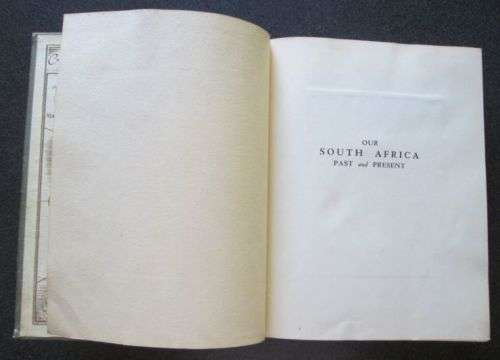 OUR
SOUTH AFRICA
PAST and PRESENT